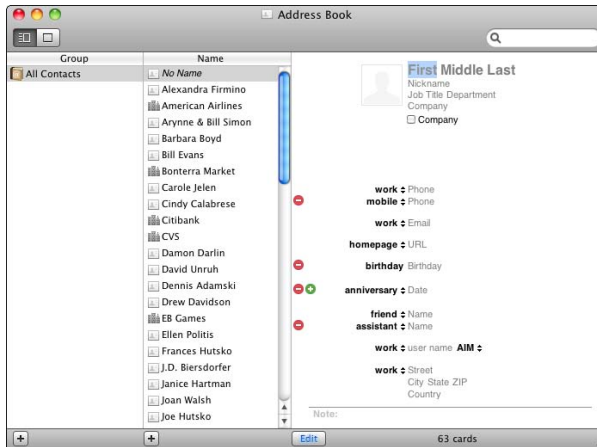 Address Book
Group
Name
All Contacts
No Name
Alexandra Firmino
American Airlines
Arynne & Bill Simon
Barbara Boyd
Bill Evans
Bonterra Market
Carole Jelen
Cindy Calabrese
Citibank
CVS
Damon Darlin
David Unruh
Dennis Adamski
Drew Davidson
EB Games
Ellen Politis
Frances Hutsko
J.D. Biersdorfer
Janice Hartman
Joan Walsh
Joe Hutsko
First Middle Last
Nickname
Job Title Department
Company
Company
work Phone
mobile Phone
work Email
homepage URL
birthday Birthday
anniversary Date
friend Name
assistant Name
work user name AIM
work Street
City State ZIP
Country
Note:
Edit
63 cards